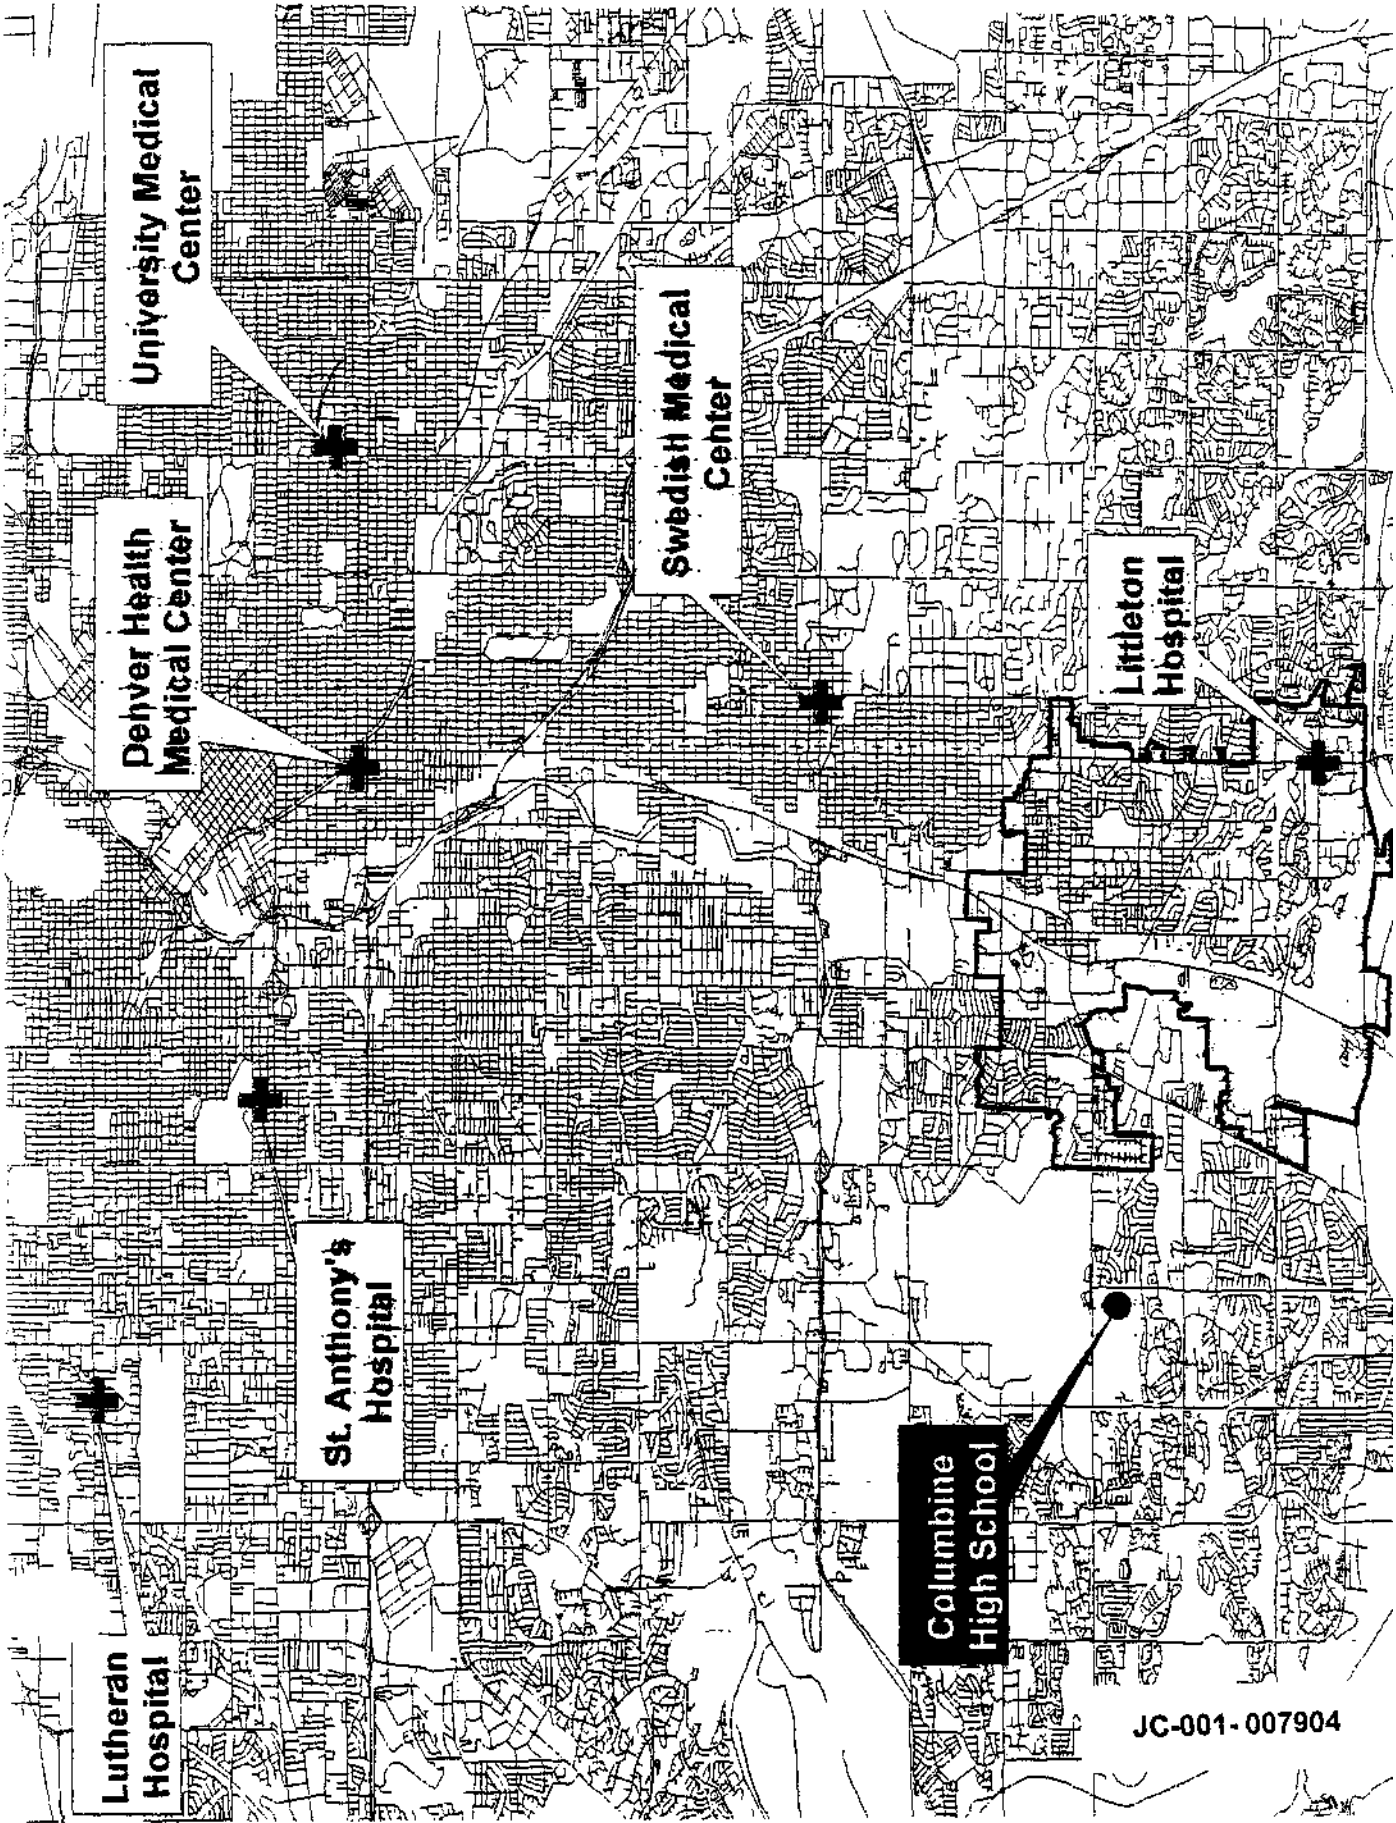 Lutheran
Hospital
St. Anthony's
Hospital
Denver Health
Medical Center
University Medical
Center
Swedish Medical
Center
Littleton
Hospital
Columbine
High School
JC-001-007904